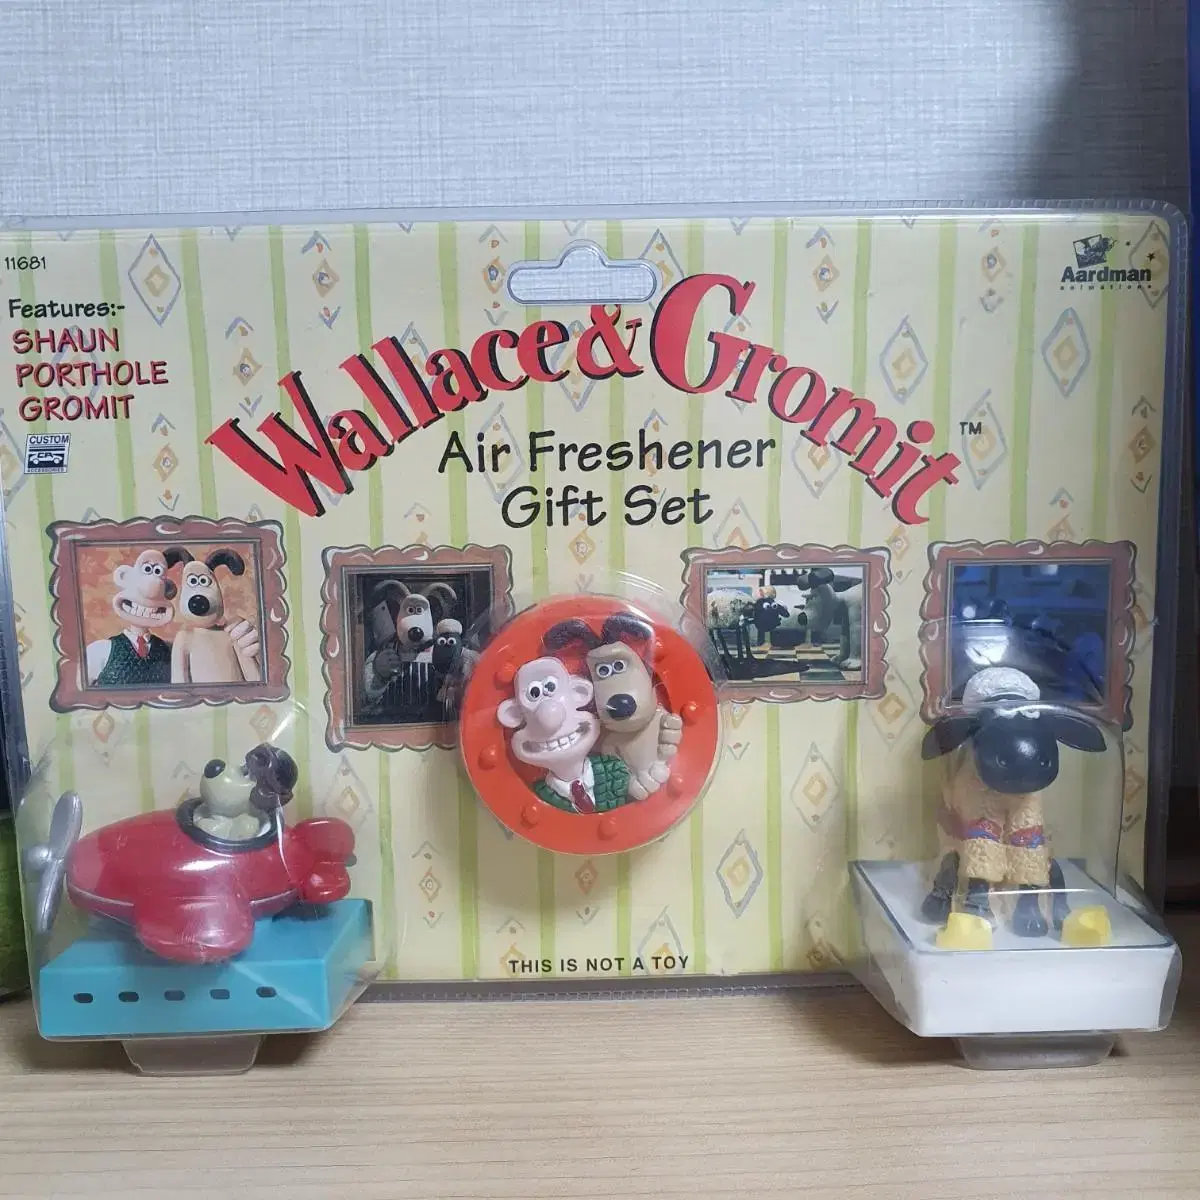 11681
Features:-
SHAUN
PORTHOLE
GROMIT
CUSTOM
CAR
ACCESSORIES
Aardman
animations
Wallace & Gromit™
Air Freshener
Gift Set
THIS IS NOT A TOY